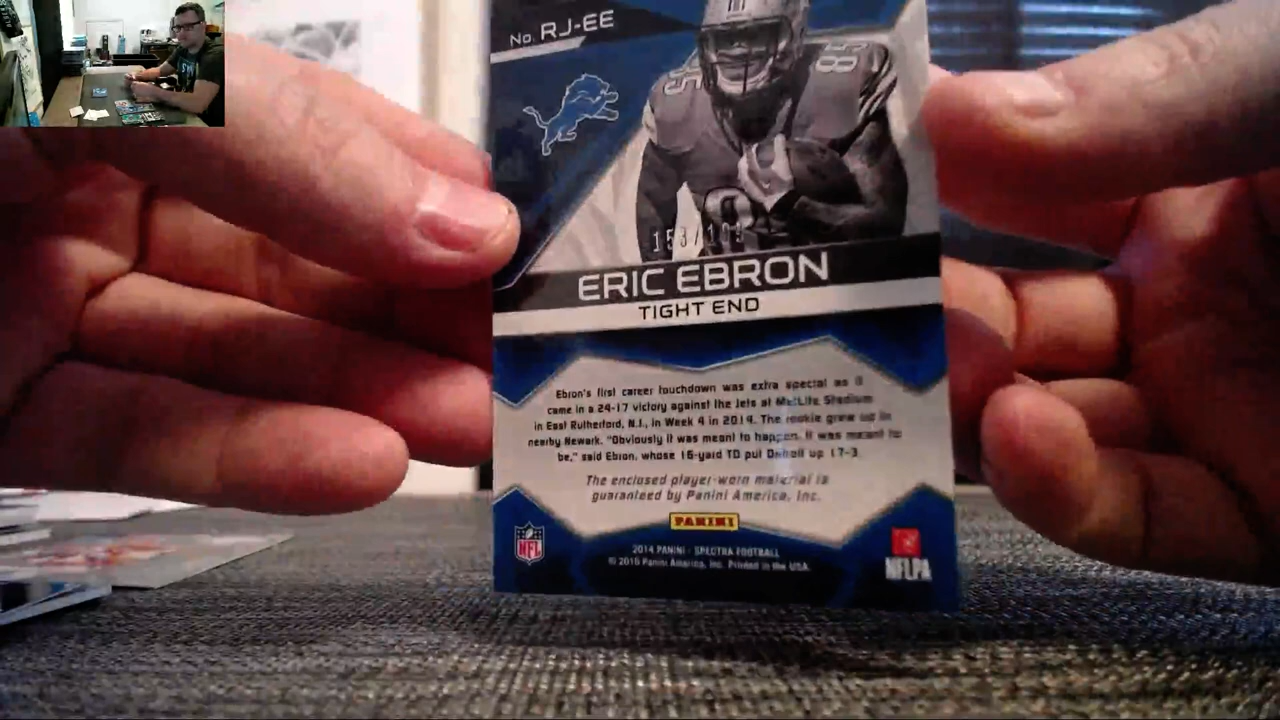 No. RJ-EE
85
ERIC EBRON
TIGHT END
Ebron's first career touchdown was extra special as it
came in a 24-17 victory against the Jets at MetLife Stadium
in East Rutherford, N.J., in Week 4 in 2014. The rookie grew up in
nearby Newark. "Obviously it was meant to happen. It was meant to
be," said Ebron, whose 16-yard TD put Detroit up 17-3.
The enclosed player-worn material is
guaranteed by Panini America, Inc.
PANINI
2014 PANINI - SPECTRA FOOTBALL
© 2015 Panini America, Inc. Printed in the USA.
NFL
NFLPA